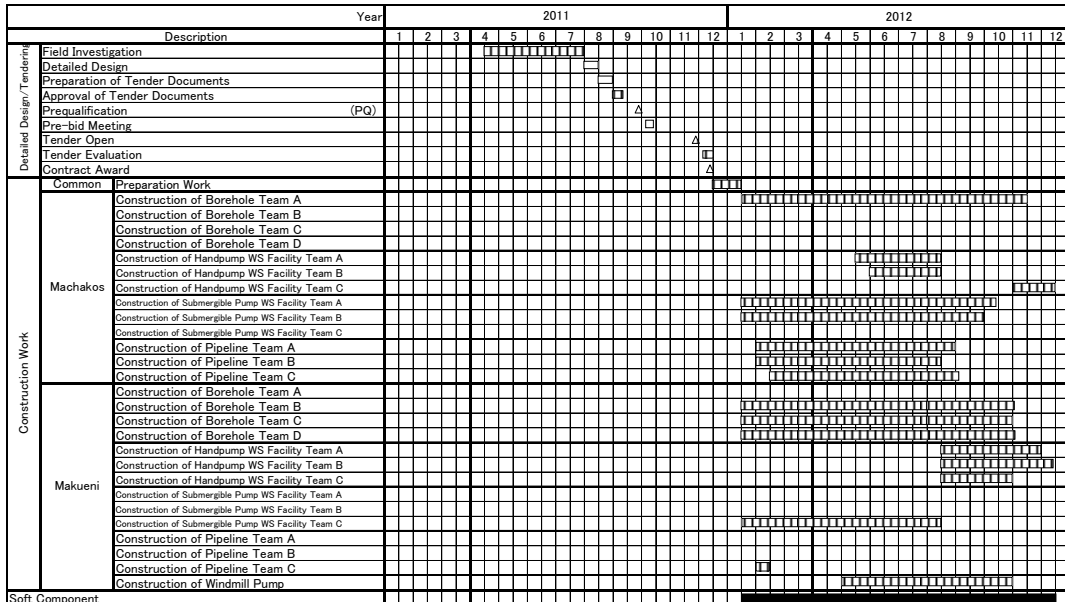 Year 2011 2012
Description 1 2 3 4 5 6 7 8 9 10 11 12 1 2 3 4 5 6 7 8 9 10 11 12
Detailed Design/Tendering
Field Investigation
Detailed Design
Preparation of Tender Documents
Approval of Tender Documents
Prequalification (PQ)
Pre-bid Meeting
Tender Open
Tender Evaluation
Contract Award
Construction Work
Common Preparation Work
Machakos
Construction of Borehole Team A
Construction of Borehole Team B
Construction of Borehole Team C
Construction of Borehole Team D
Construction of Handpump WS Facility Team A
Construction of Handpump WS Facility Team B
Construction of Handpump WS Facility Team C
Construction of Submergible Pump WS Facility Team A
Construction of Submergible Pump WS Facility Team B
Construction of Submergible Pump WS Facility Team C
Construction of Pipeline Team A
Construction of Pipeline Team B
Construction of Pipeline Team C
Makueni
Construction of Borehole Team A
Construction of Borehole Team B
Construction of Borehole Team C
Construction of Borehole Team D
Construction of Handpump WS Facility Team A
Construction of Handpump WS Facility Team B
Construction of Handpump WS Facility Team C
Construction of Submergible Pump WS Facility Team A
Construction of Submergible Pump WS Facility Team B
Construction of Submergible Pump WS Facility Team C
Construction of Pipeline Team A
Construction of Pipeline Team B
Construction of Pipeline Team C
Construction of Windmill Pump
Soft Component